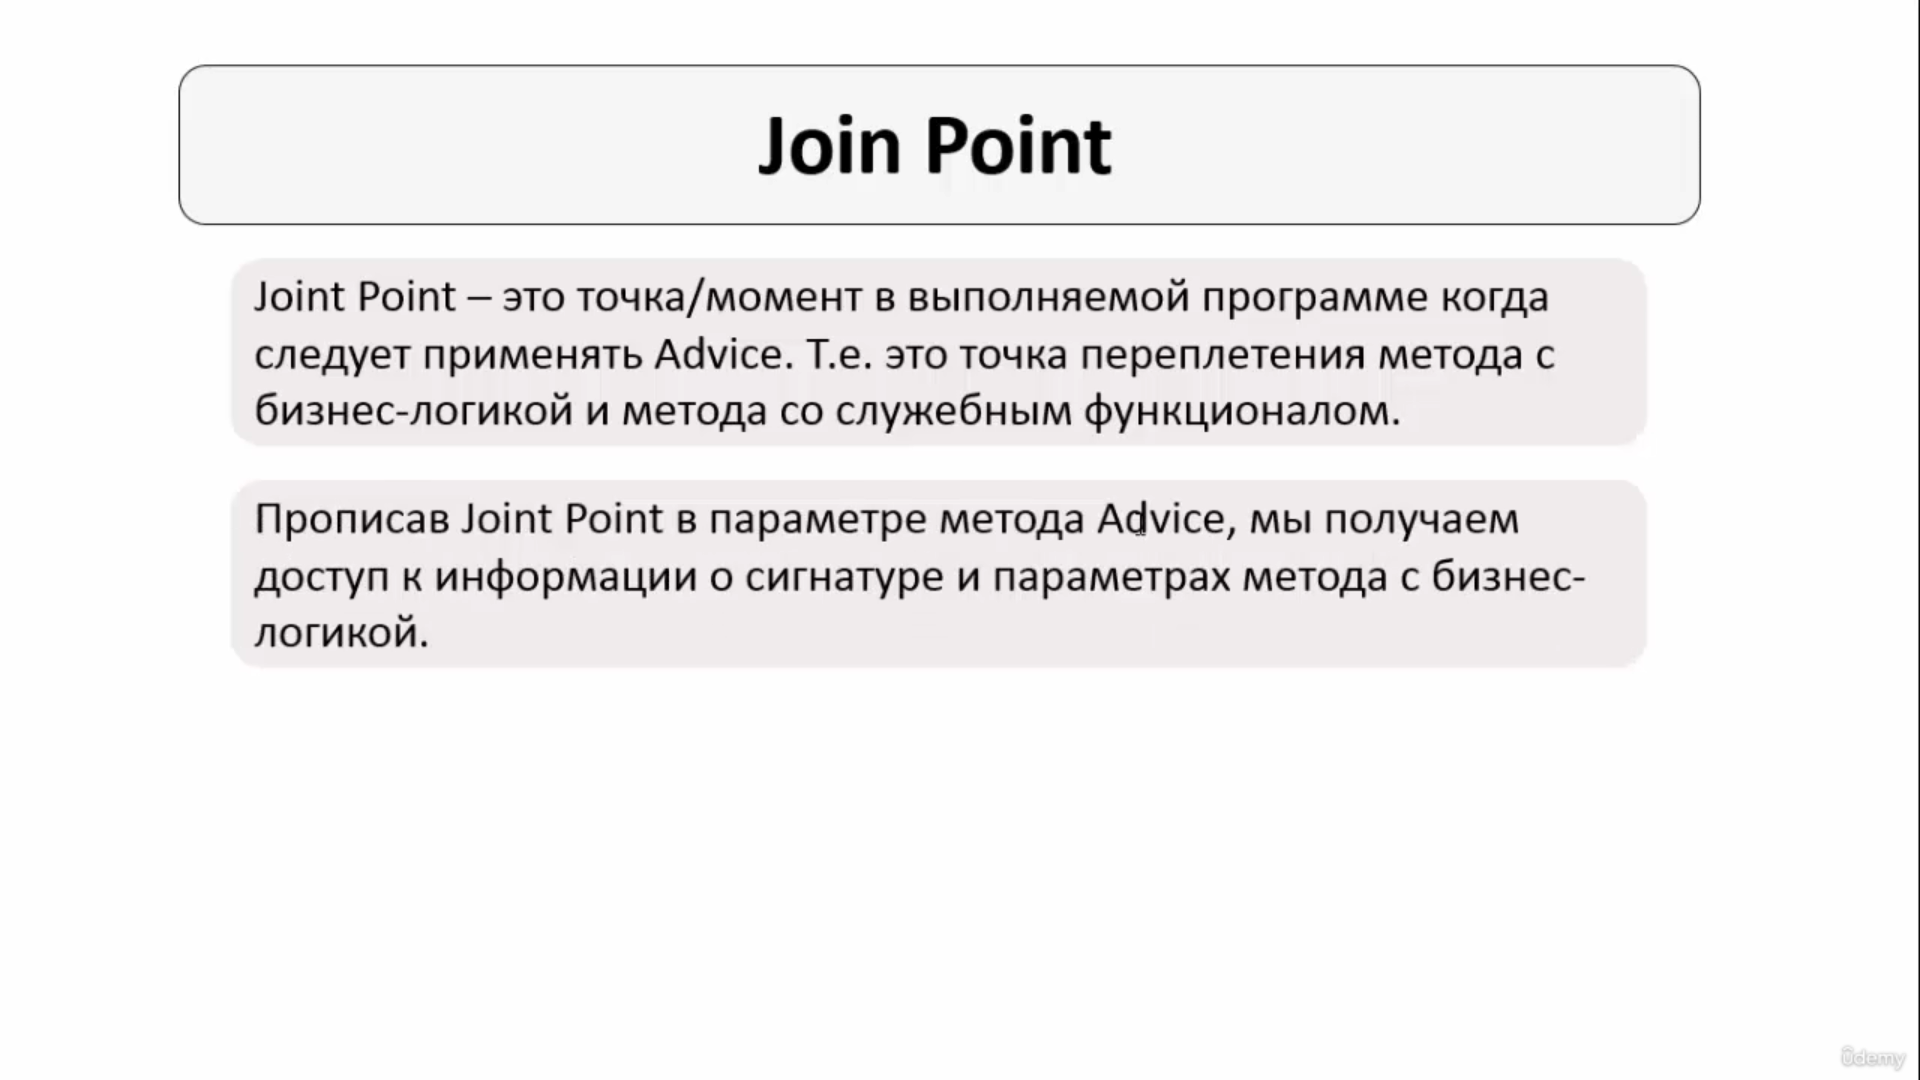 Join Point
Joint Point – это точка/момент в выполняемой программе когда
следует применять Advice. Т.е. это точка переплетения метода с
бизнес-логикой и метода со служебным функционалом.
Прописав Joint Point в параметре метода Advice, мы получаем
доступ к информации о сигнатуре и параметрах метода с бизнес-
логикой.
ûdemy